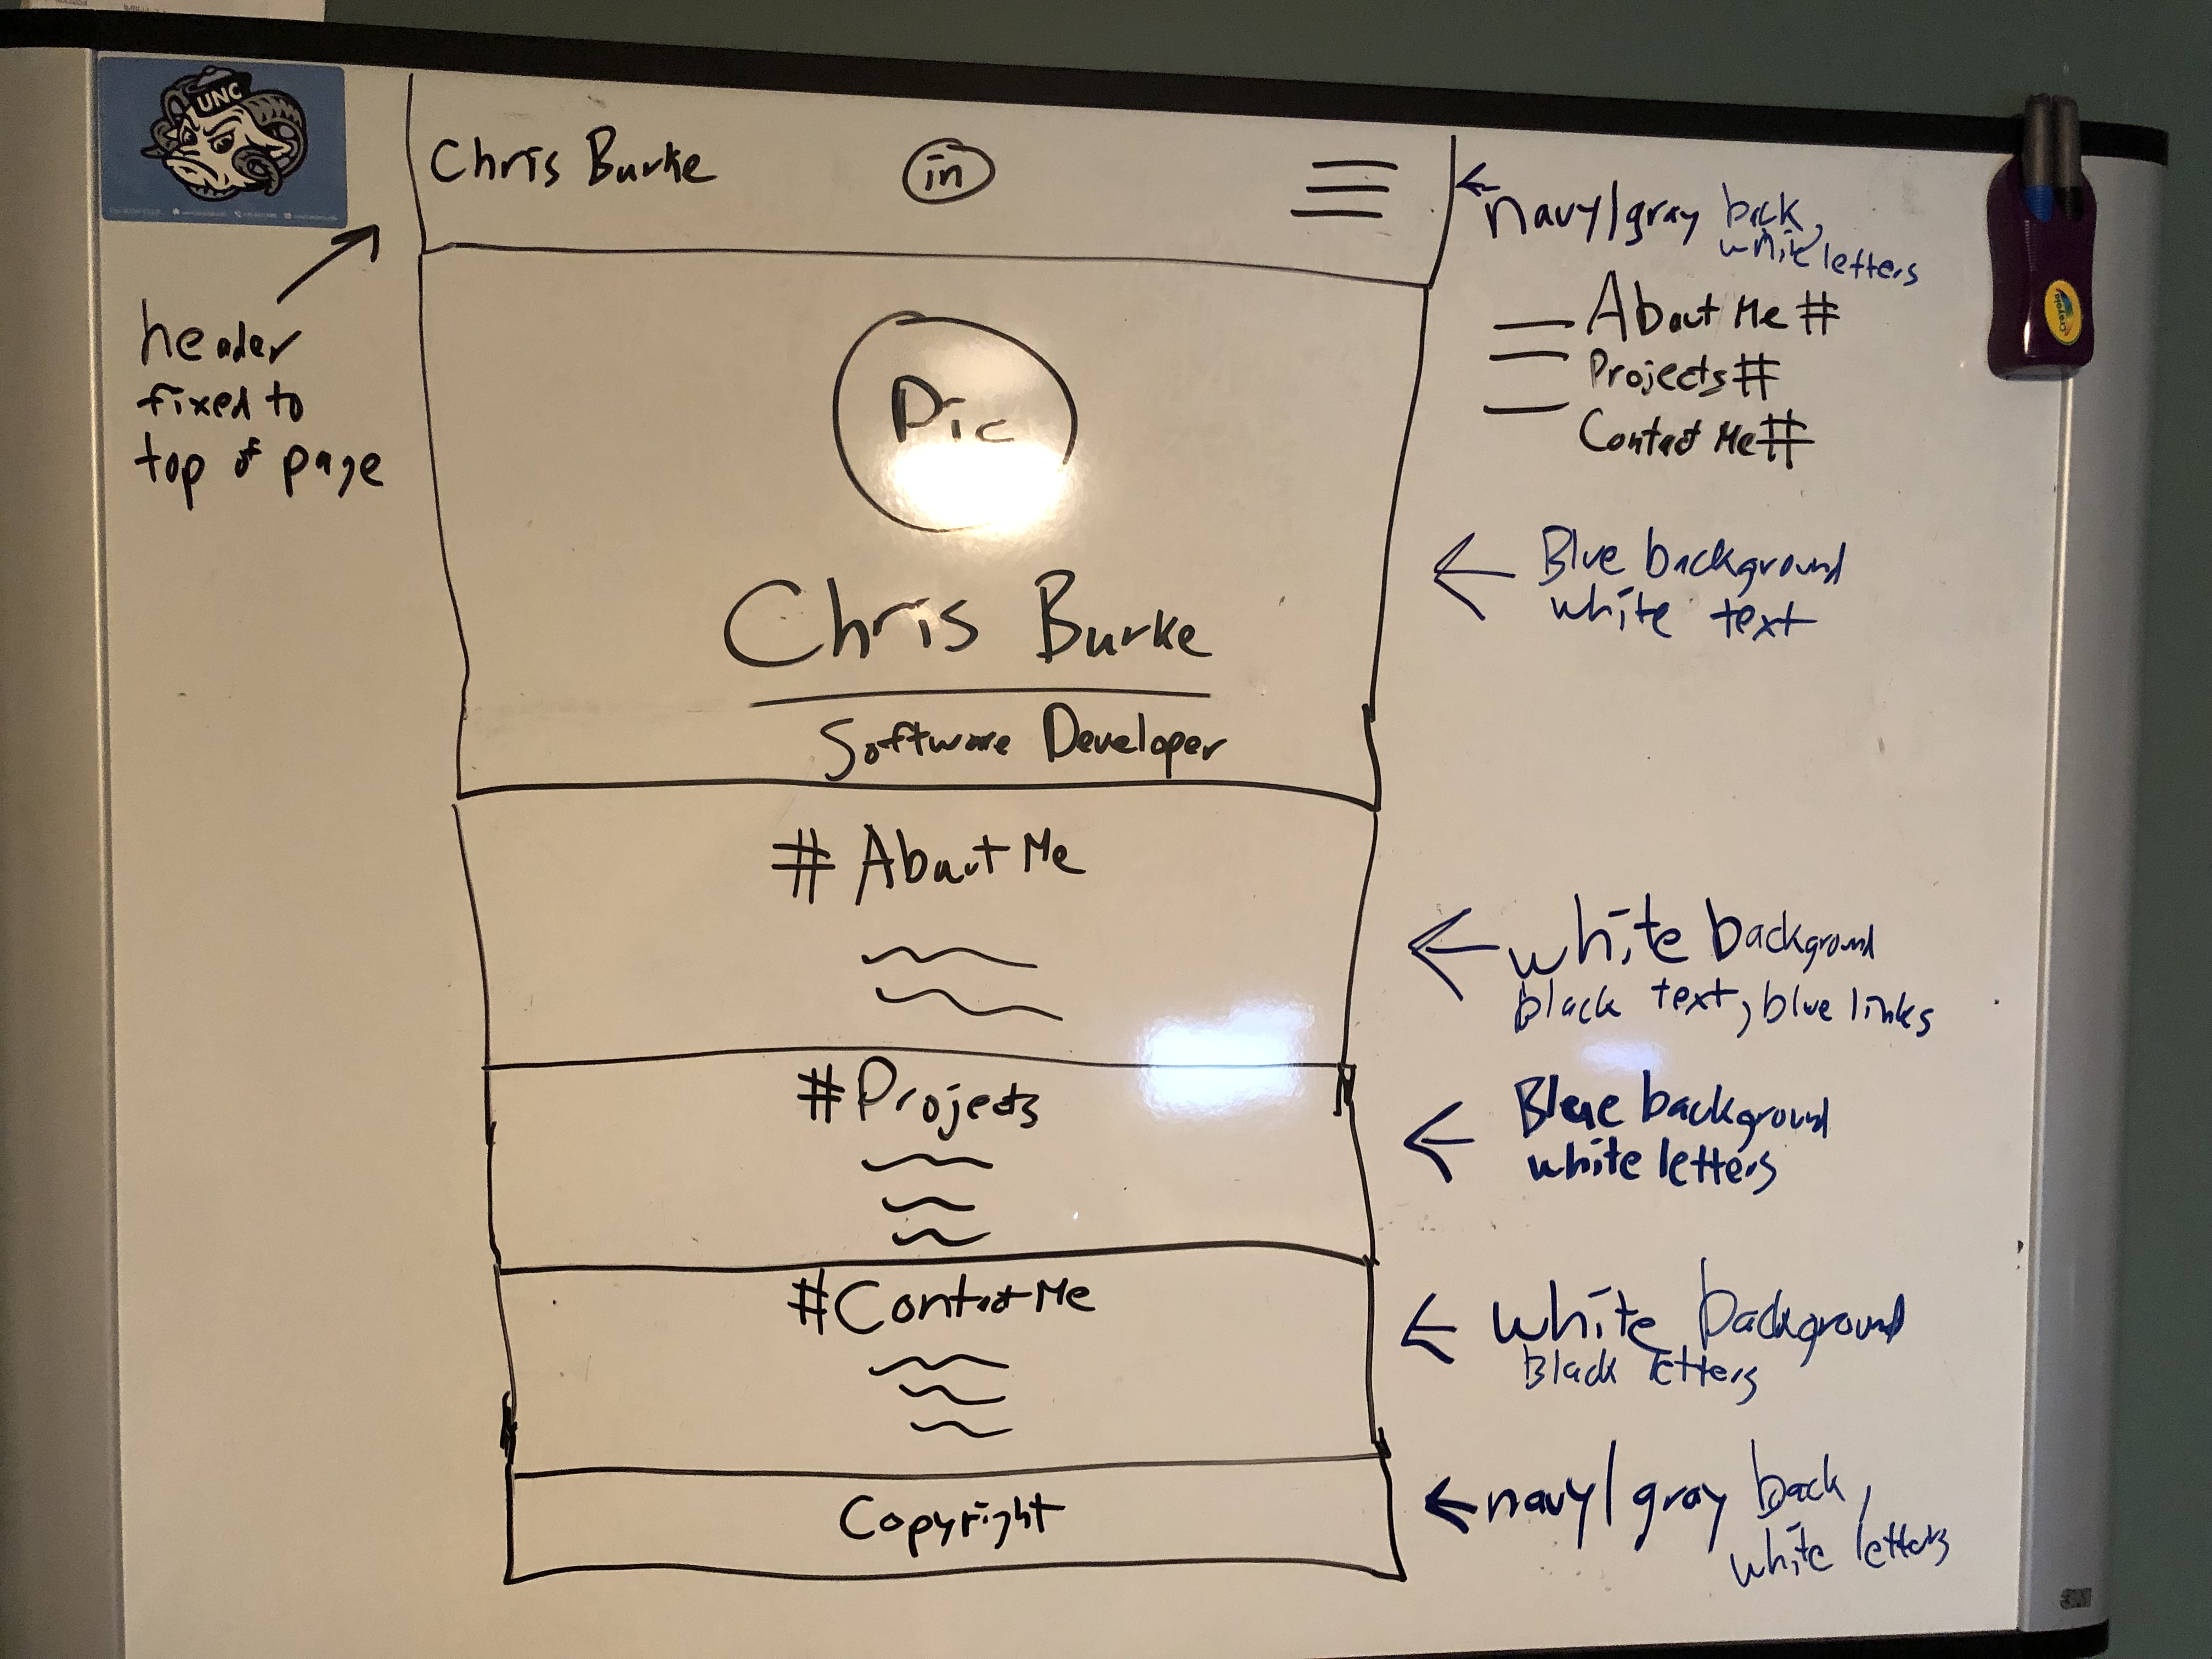 UNC
Chris Burke
in
navy/gray back,
white letters
header
fixed to
top of page
About Me #
Projects #
Contact Me #
Pic
Chris Burke
Software Developer
Blue background
white text
# About Me
white background
black text, blue links
# Projects
Blue background
white letters
# Contact Me
white background
Black letters
Copyright
navy/gray back,
white letters
Crayola
3M